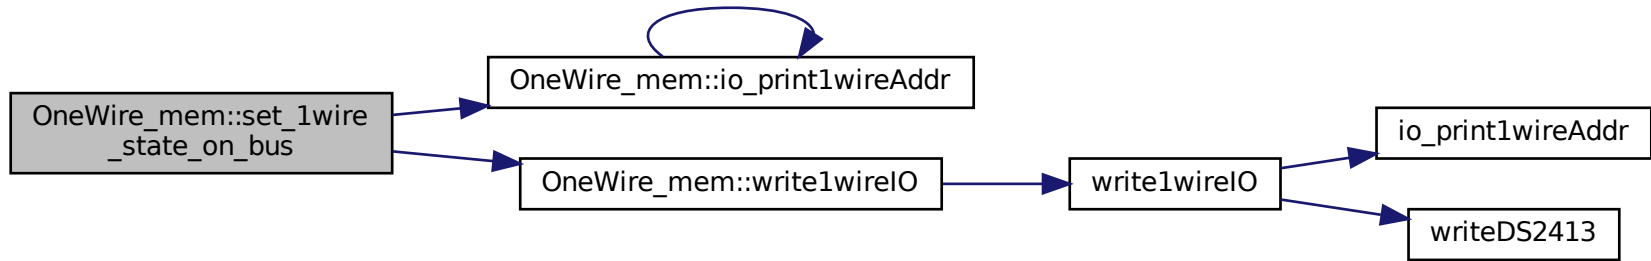 OneWire_mem::set_1wire
_state_on_bus
OneWire_mem::io_print1wireAddr
OneWire_mem::write1wireIO
write1wireIO
io_print1wireAddr
writeDS2413